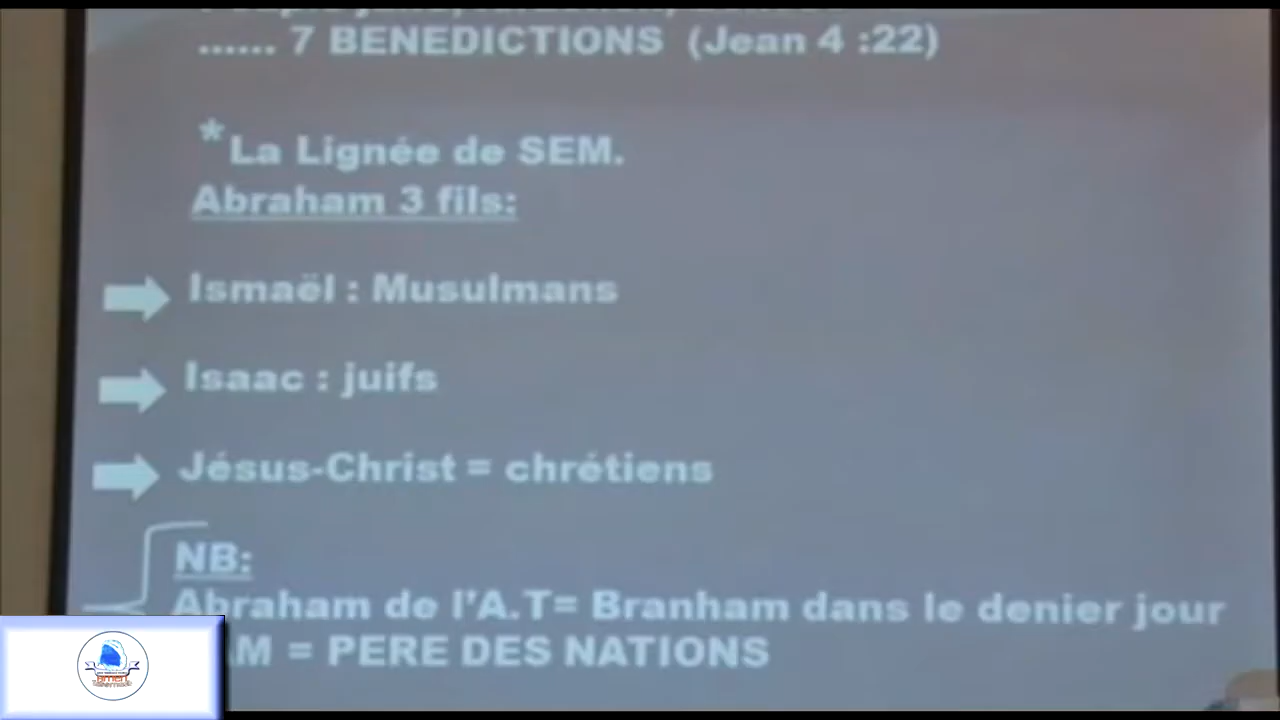 ...... 7 BENEDICTIONS (Jean 4 :22)
*La Lignée de SEM.
Abraham 3 fils:
Ismaël : Musulmans
Isaac : juifs
Jésus-Christ = chrétiens
NB:
Abraham de l'A.T= Branham dans le denier jour
= PERE DES NATIONS